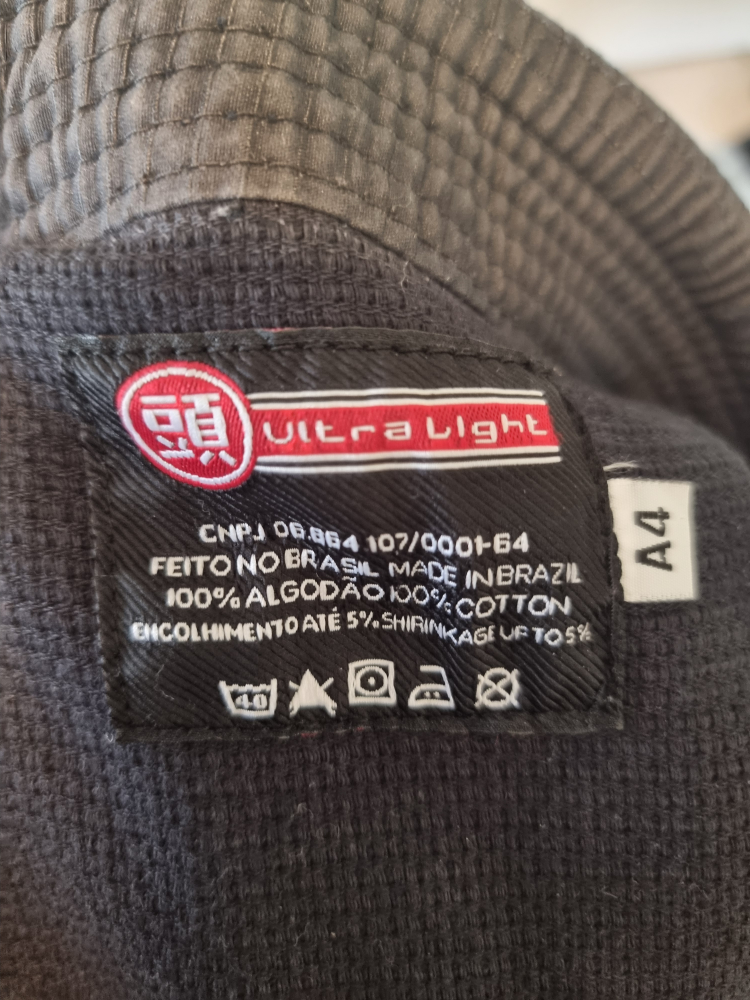 頭 Ultra Light
CNPJ 06.864 107/0001-64
FEITO NO BRASIL MADE IN BRAZIL
100% ALGODÃO 100% COTTON
ENCOLHIMENTO ATÉ 5% SHIRINKAGE UP TO 5%
40
A4